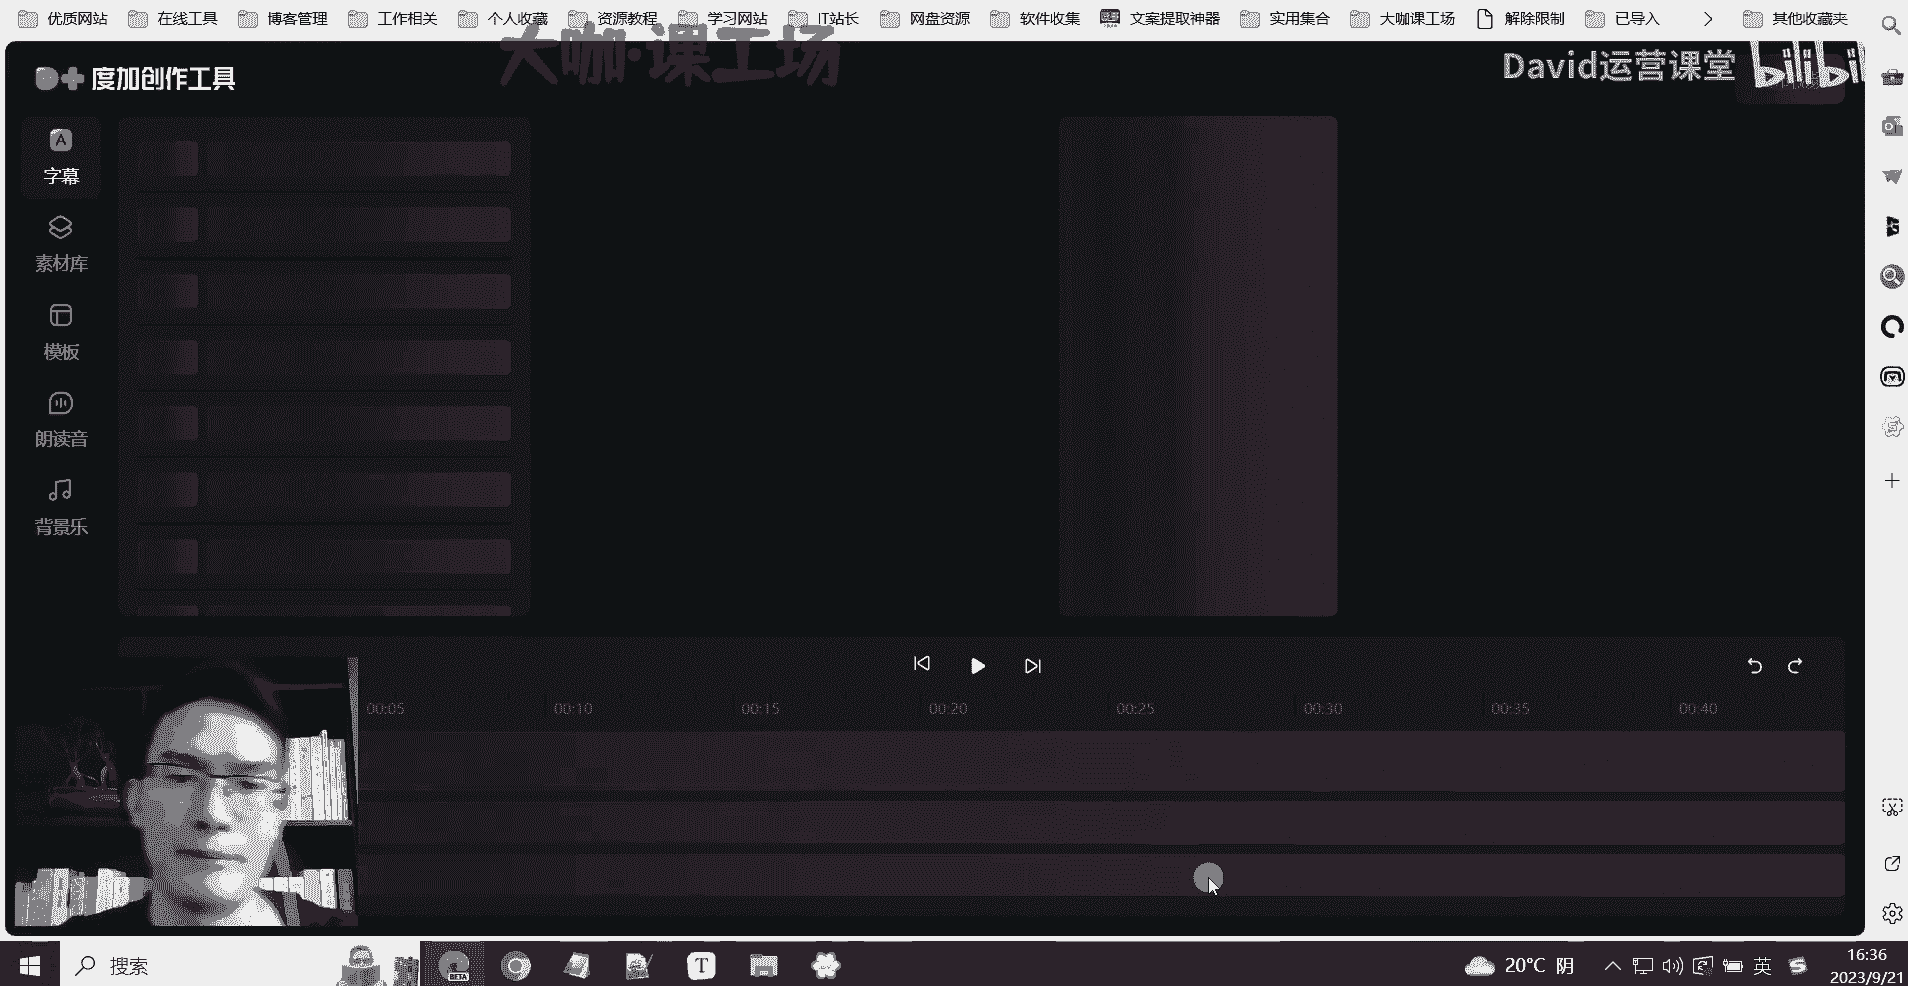 优质网站 在线工具 博客管理 工作相关 个人收藏 资源教程 学习网站 IT站长 网盘资源 软件收集 文案提取神器 实用集合 大咖课工场 解除限制 已导入 其他收藏夹
大咖·课工场
David运营课堂 bilibili
度加创作工具
字幕
素材库
模板
朗读音
背景乐
00:05 00:10 00:15 00:20 00:25 00:30 00:35 00:40
搜索
BETA
T
20°C 阴
英
16:36
2023/9/21